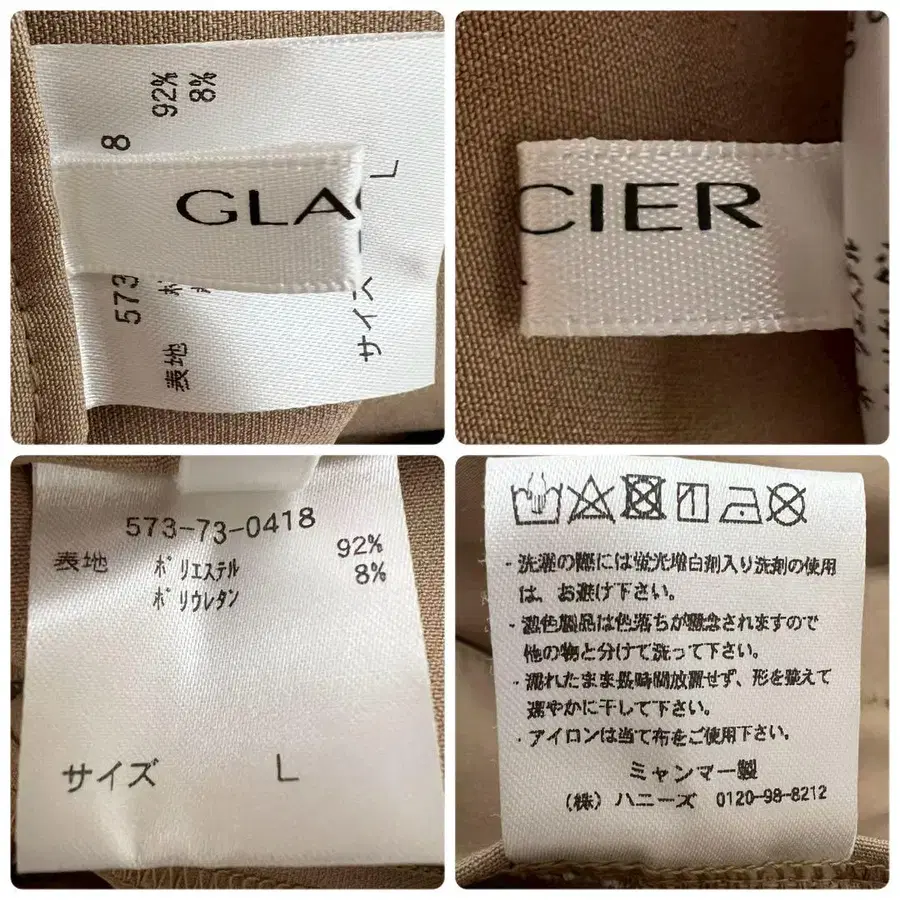 92%
8%
8
GLA
L
573
サイズ
表地
CIER
573-73-0418
表地 ポリエステル 92%
ポリウレタン 8%
サイズ L
・洗濯の際には蛍光増白剤入り洗剤の使用
は、お避け下さい。
・濃色製品は色落ちが懸念されますので
他の物と分けて洗って下さい。
・濡れたまま長時間放置せず、形を整えて
速やかに干して下さい。
・アイロンは当て布をご使用下さい。
ミャンマー製
(株)ハニーズ 0120-98-8212